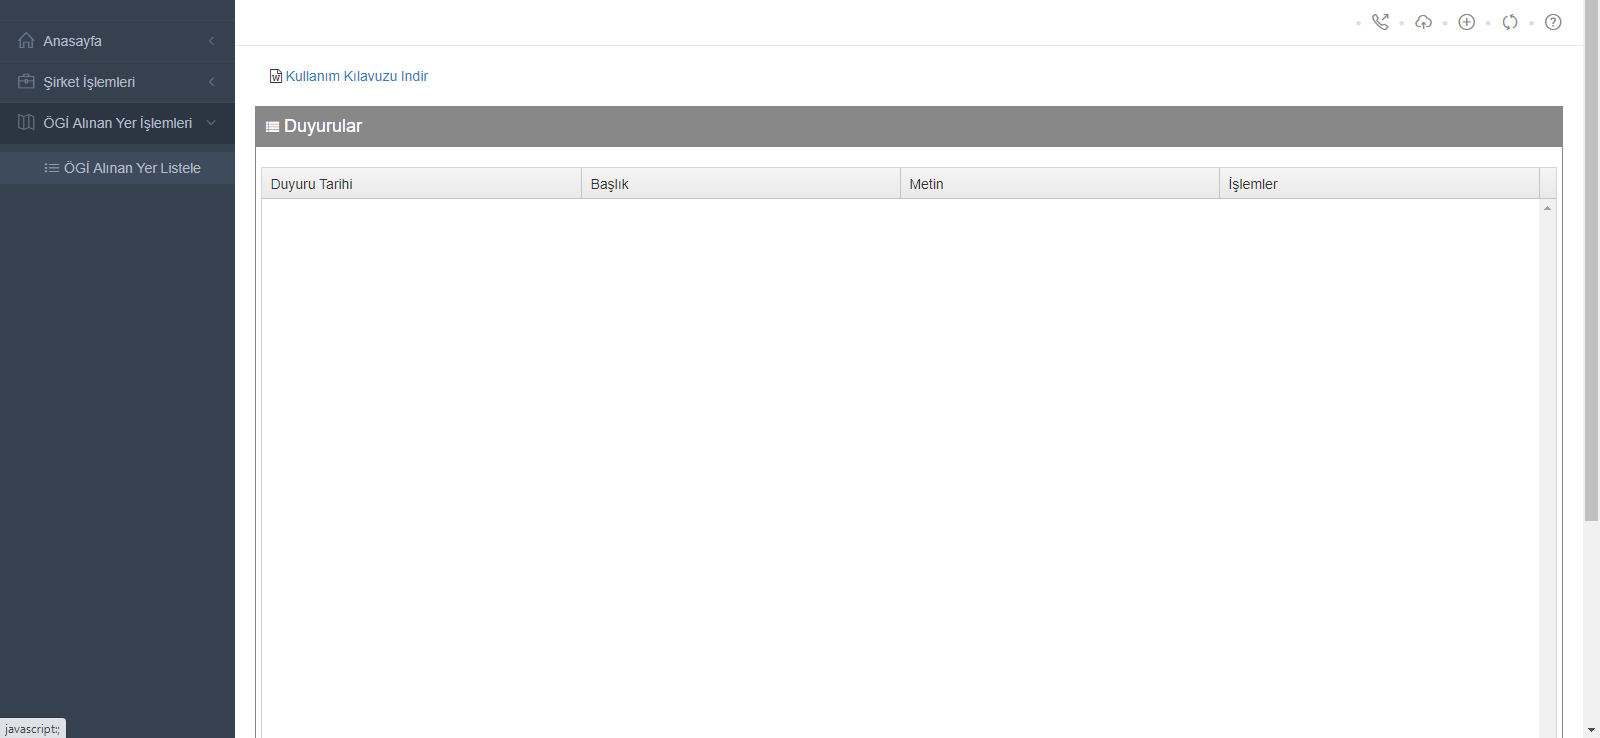 Anasayfa
Şirket İşlemleri
ÖGİ Alınan Yer İşlemleri
ÖGİ Alınan Yer Listele
Kullanım Kılavuzu Indir
Duyurular
Duyuru Tarihi
Başlık
Metin
İşlemler
javascript:;